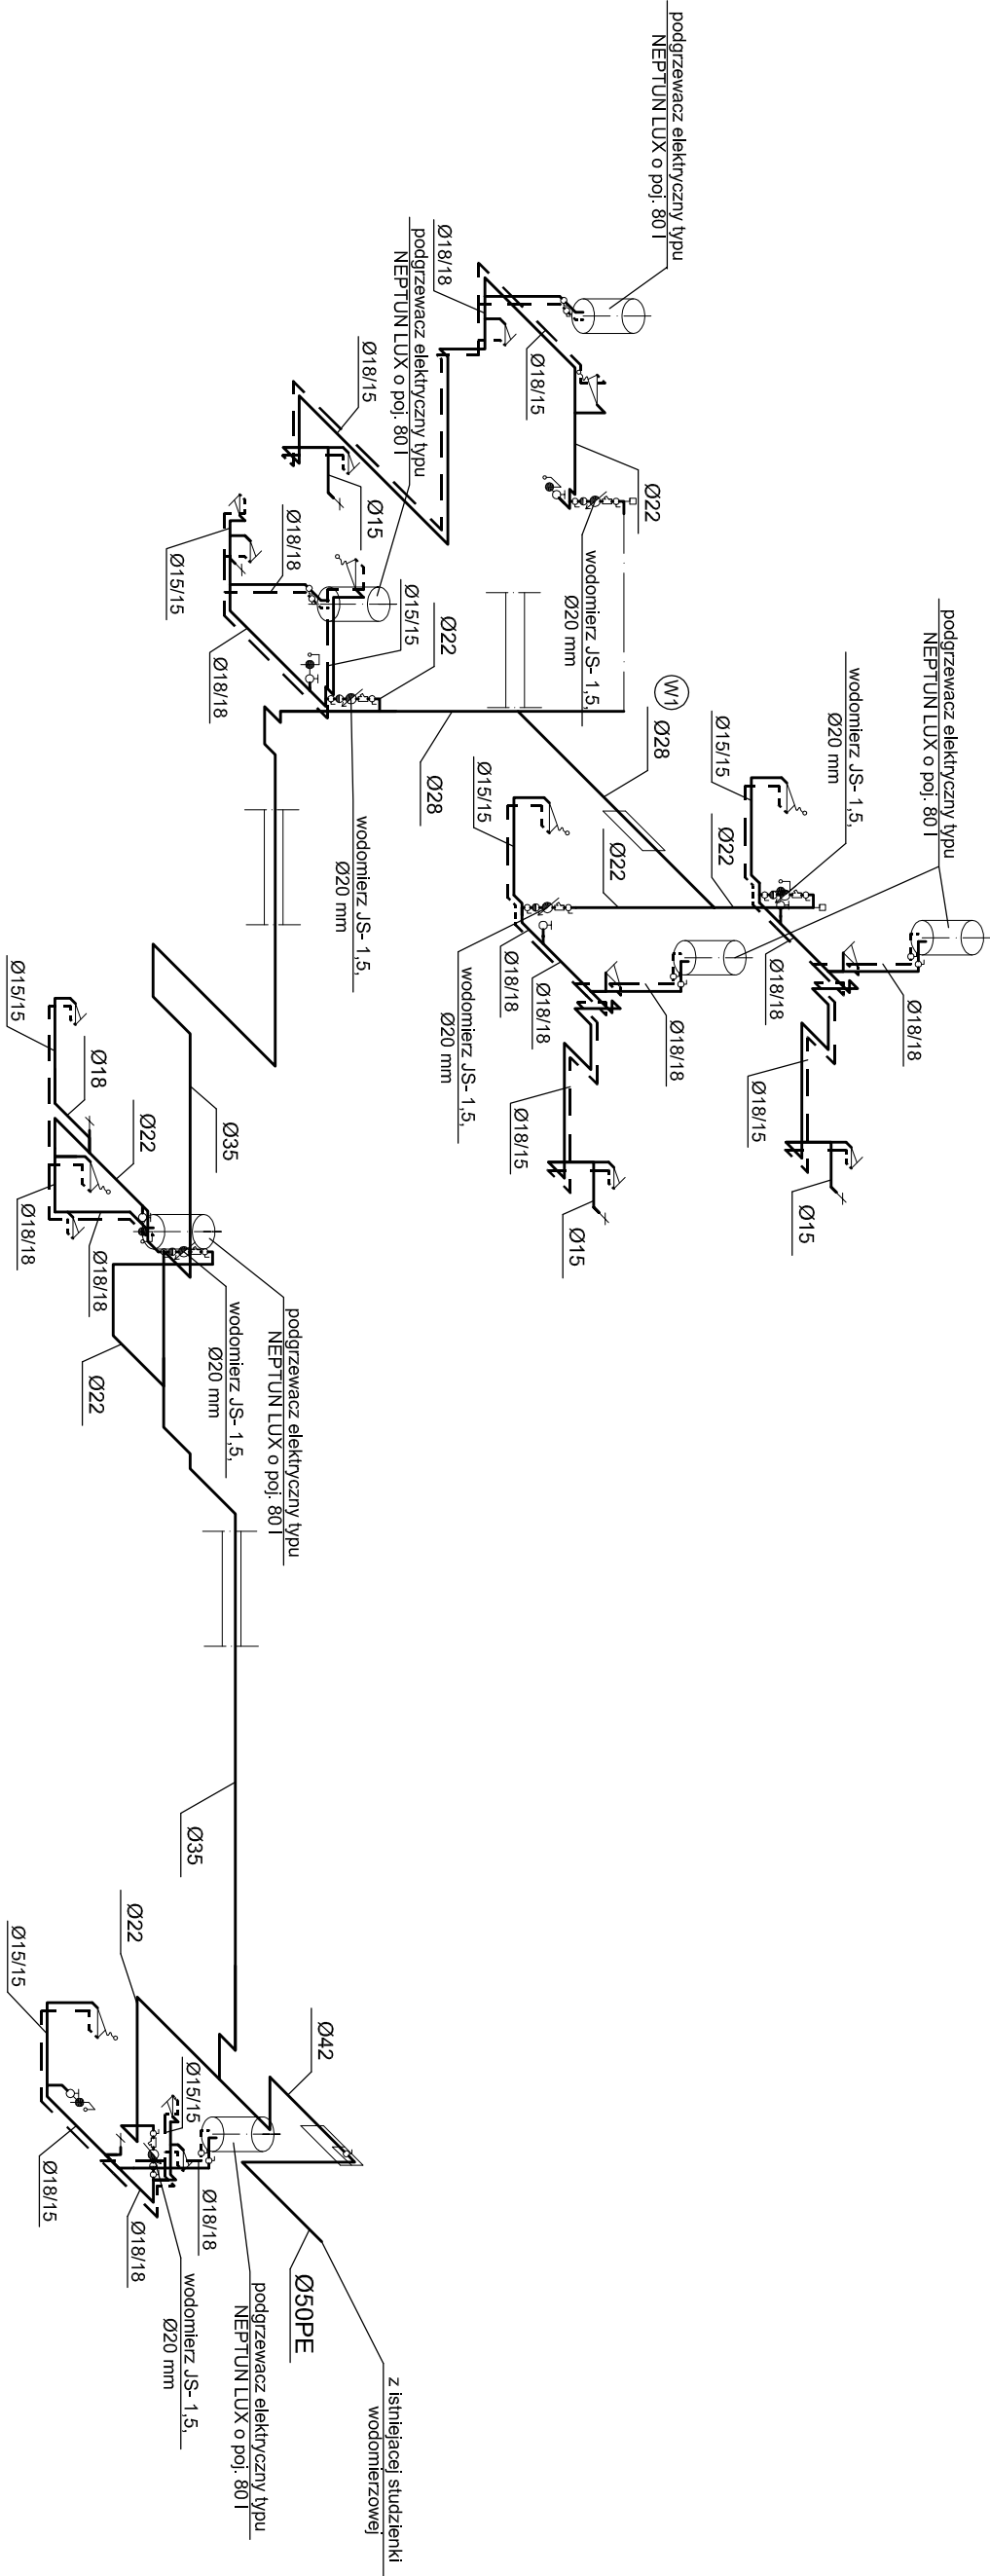 podgrzewacz elektryczny typu
NEPTUN LUX o poj. 80 l
Ø18/18
podgrzewacz elektryczny typu
NEPTUN LUX o poj. 80 l
Ø18/15
Ø18/15
Ø22
Ø15
Ø18/18
Ø15/15
Ø18/18
Ø15/15
Ø22
wodomierz JS- 1,5,
Ø20 mm
W1
Ø28
Ø28
podgrzewacz elektryczny typu
NEPTUN LUX o poj. 80 l
wodomierz JS- 1,5,
Ø20 mm
Ø15/15
Ø22
Ø15/15
Ø22
wodomierz JS- 1,5,
Ø20 mm
Ø18/18
Ø18/18
Ø18/15
Ø15
Ø18/18
Ø18/18
Ø18/18
wodomierz JS- 1,5,
Ø20 mm
Ø18/15
Ø15
Ø15/15
Ø18
Ø22
Ø35
Ø18/18
Ø18/18
wodomierz JS- 1,5,
Ø20 mm
podgrzewacz elektryczny typu
NEPTUN LUX o poj. 80 l
Ø22
Ø35
Ø22
Ø15/15
Ø42
Ø15/15
Ø18/15
Ø18/18
Ø18/18
wodomierz JS- 1,5,
Ø20 mm
podgrzewacz elektryczny typu
NEPTUN LUX o poj. 80 l
Ø50PE
z istniejacej studzienki
wodomierzowej